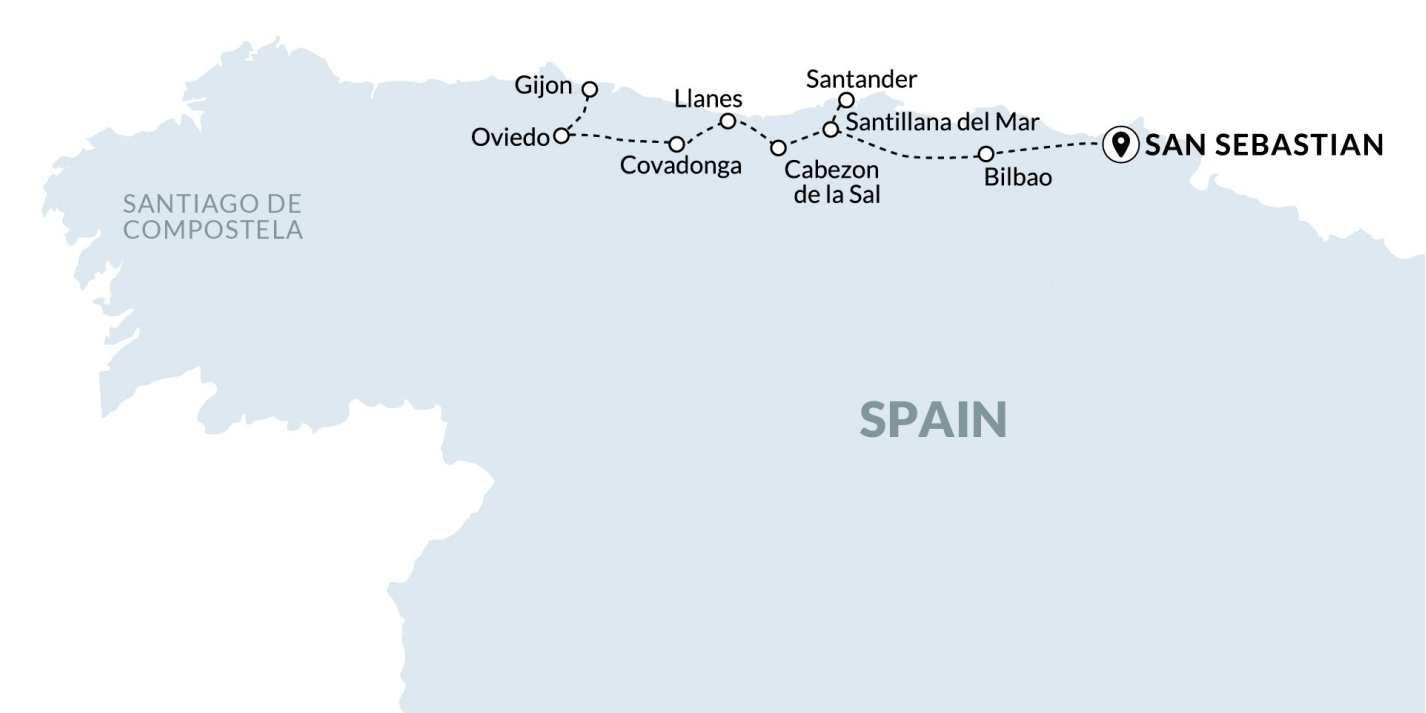 Santander
Gijon
Llanes
Santillana del Mar
Oviedo
SAN SEBASTIAN
Covadonga
Cabezon
de la Sal
Bilbao
SANTIAGO DE
COMPOSTELA
SPAIN